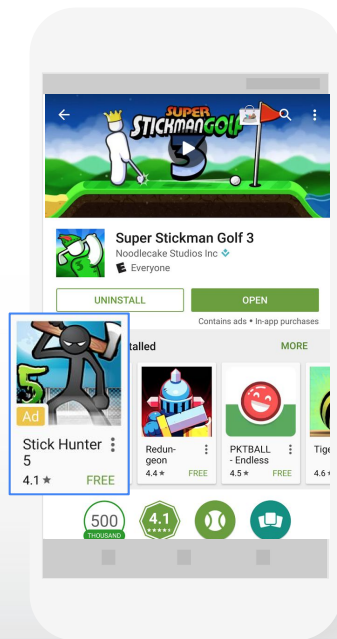 SUPER
STICKMAN GOLF
3
Super Stickman Golf 3
Noodlecake Studios Inc
E Everyone
UNINSTALL
OPEN
Contains ads • In-app purchases
talled
MORE
5
Ad
Stick Hunter
5
4.1★
FREE
Redun-
geon
4.4★
FREE
PKTBALL
- Endless
4.5★
FREE
Tige
4.6★
500
THOUSAND
4.1